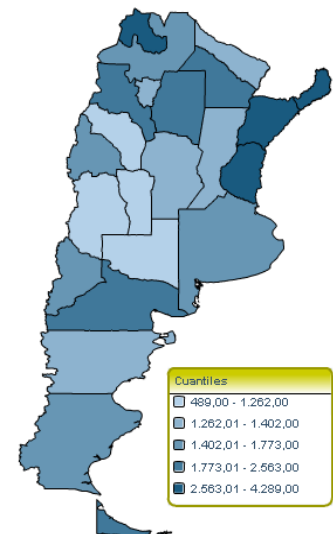 Cuantiles
489,00 - 1.262,00
1.262,01 - 1.402,00
1.402,01 - 1.773,00
1.773,01 - 2.563,00
2.563,01 - 4.289,00